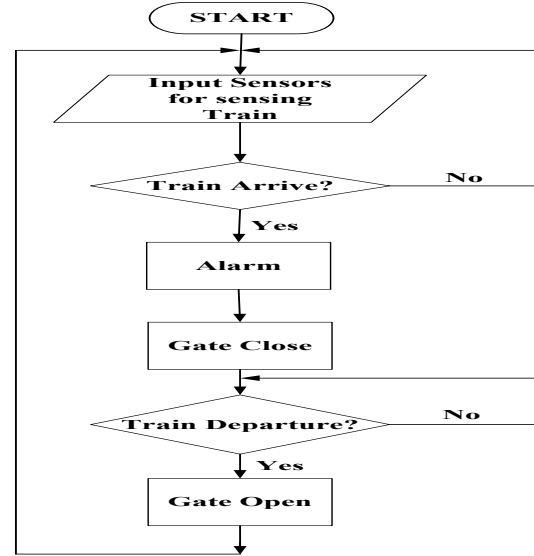 START
Input Sensors
for sensing
Train
Train Arrive?
No
Yes
Alarm
Gate Close
Train Departure?
No
Yes
Gate Open